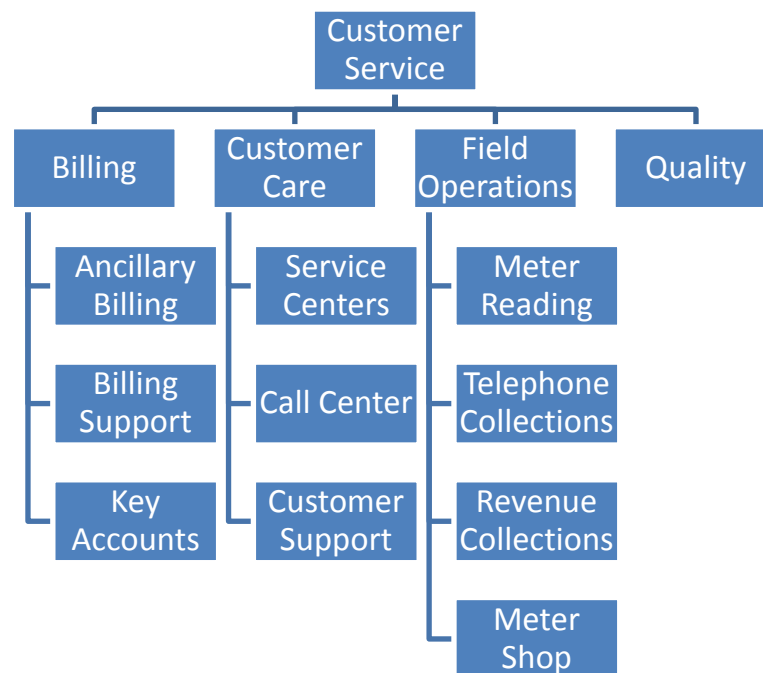 Customer
Service
Billing
Customer
Care
Field
Operations
Quality
Ancillary
Billing
Service
Centers
Meter
Reading
Billing
Support
Call Center
Telephone
Collections
Key
Accounts
Customer
Support
Revenue
Collections
Meter
Shop